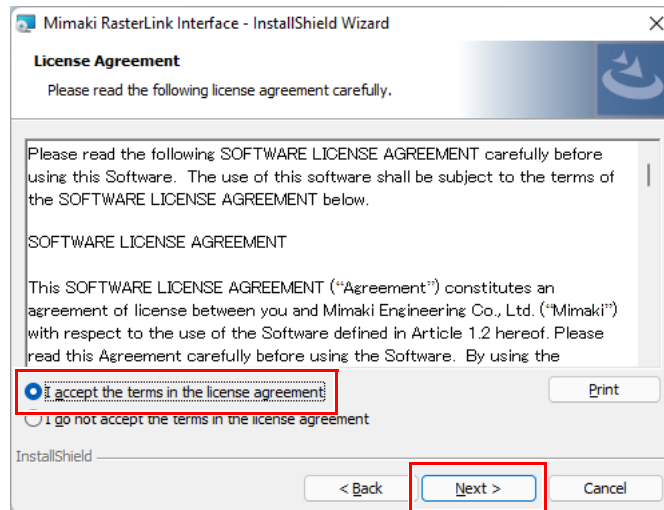 Mimaki RasterLink Interface - InstallShield Wizard
License Agreement
Please read the following license agreement carefully.
Please read the following SOFTWARE LICENSE AGREEMENT carefully before
using this Software.  The use of this software shall be subject to the terms of
the SOFTWARE LICENSE AGREEMENT below.
SOFTWARE LICENSE AGREEMENT
This SOFTWARE LICENSE AGREEMENT (“Agreement”) constitutes an
agreement of license between you and Mimaki Engineering Co., Ltd. (“Mimaki”)
with respect to the use of the Software defined in Article 1.2 hereof. Please
read this Agreement carefully before using the Software.  By using the
I accept the terms in the license agreement
Print
I do not accept the terms in the license agreement
InstallShield
< Back
Next >
Cancel